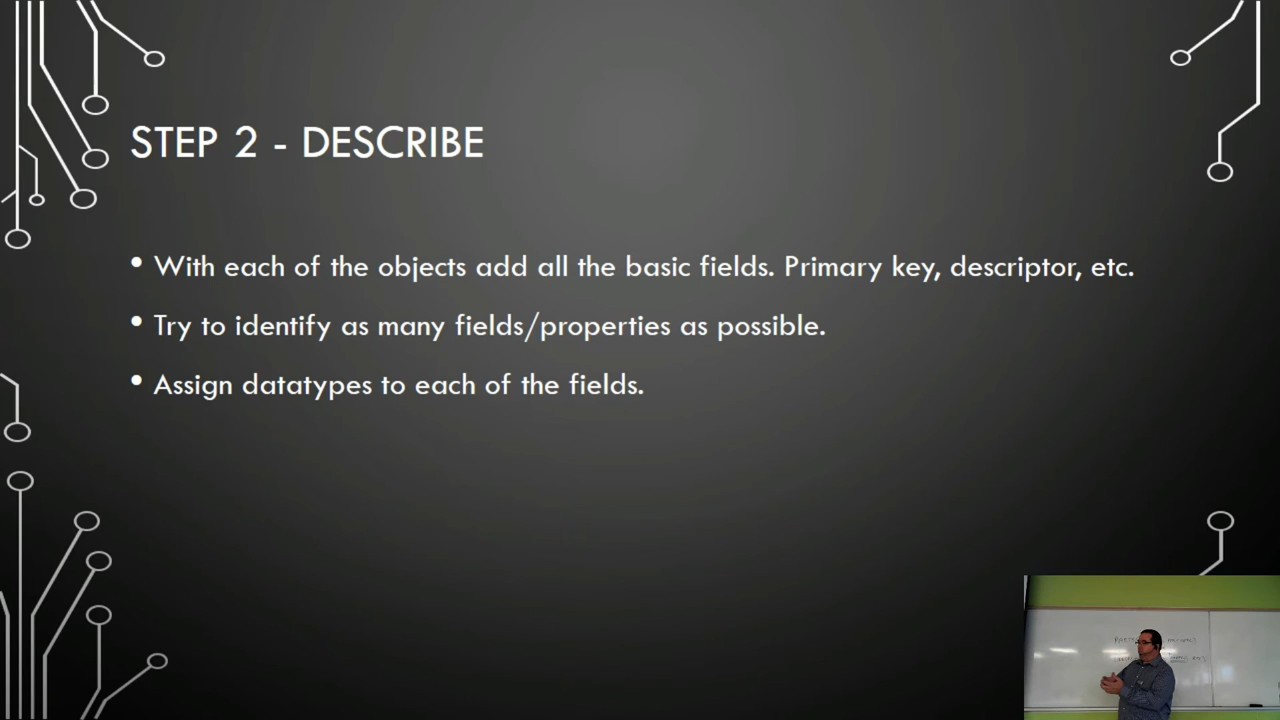 STEP 2 - DESCRIBE
• With each of the objects add all the basic fields. Primary key, descriptor, etc.
• Try to identify as many fields/properties as possible.
• Assign datatypes to each of the fields.